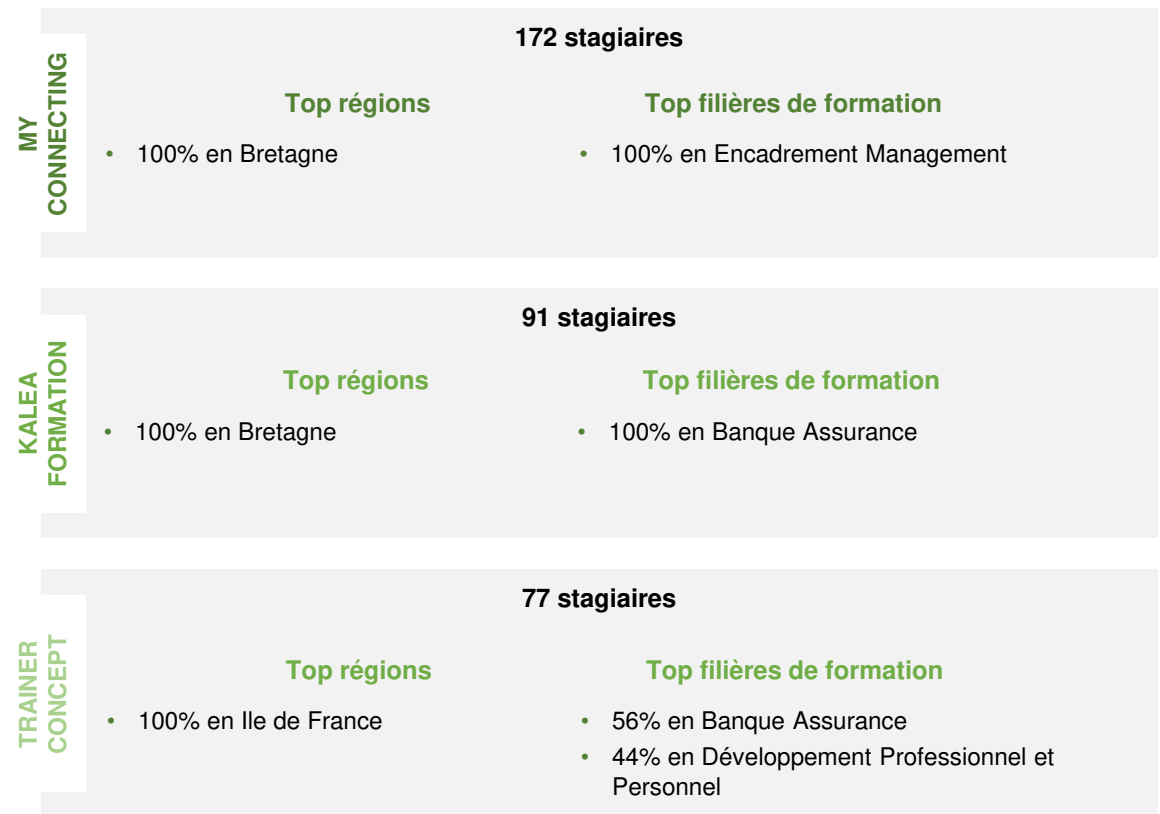 MY
CONNECTING
172 stagiaires
Top régions
• 100% en Bretagne
Top filières de formation
• 100% en Encadrement Management
KALEA
FORMATION
91 stagiaires
Top régions
• 100% en Bretagne
Top filières de formation
• 100% en Banque Assurance
TRAINER
CONCEPT
77 stagiaires
Top régions
• 100% en Ile de France
Top filières de formation
• 56% en Banque Assurance
• 44% en Développement Professionnel et
Personnel